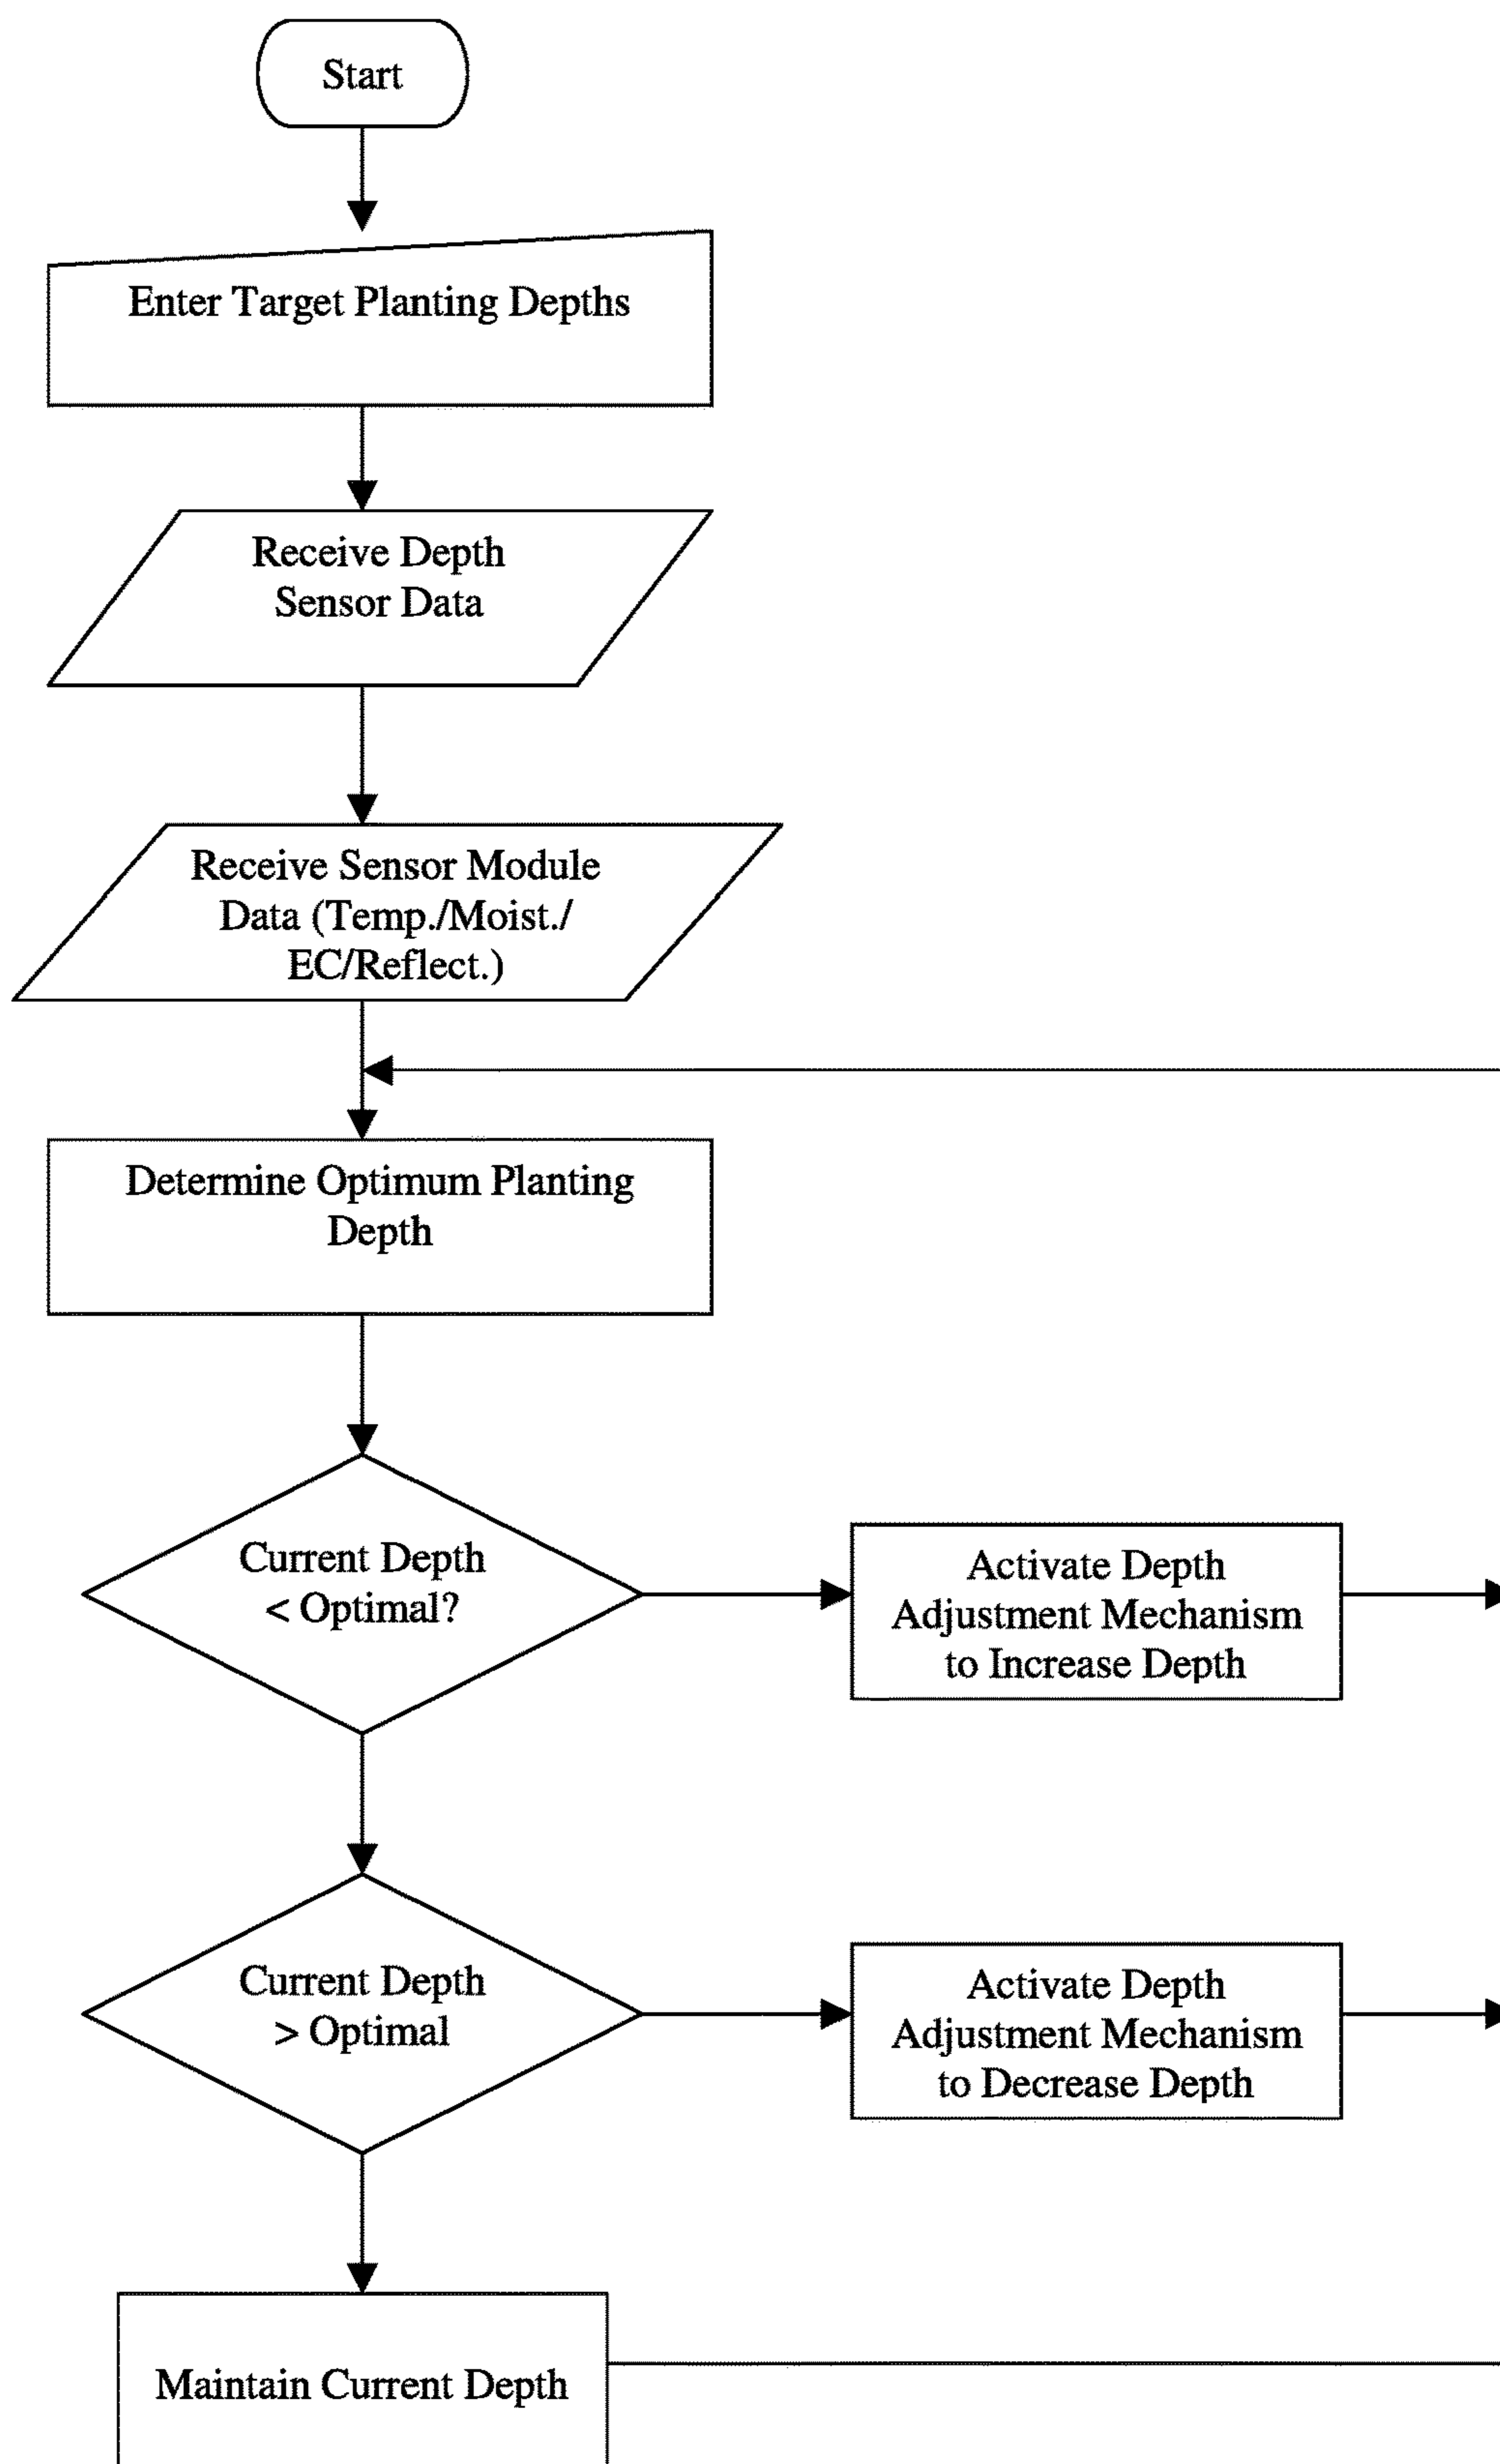 Start
Enter Target Planting Depths
Receive Depth
Sensor Data
Receive Sensor Module
Data (Temp./Moist./
EC/Reflect.)
Determine Optimum Planting
Depth
Current Depth
< Optimal?
Activate Depth
Adjustment Mechanism
to Increase Depth
Current Depth
> Optimal
Activate Depth
Adjustment Mechanism
to Decrease Depth
Maintain Current Depth